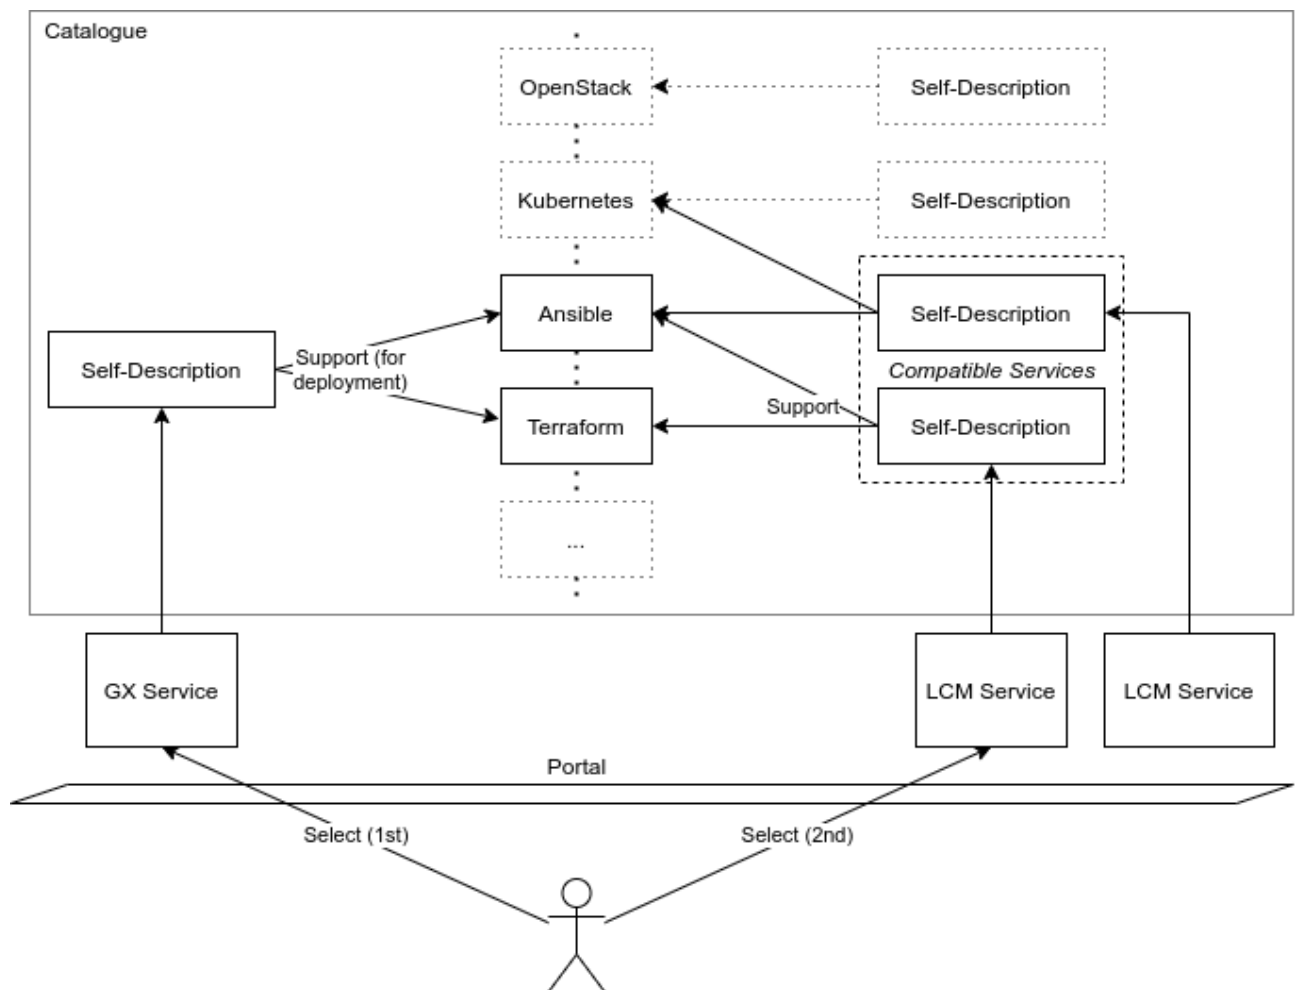 Catalogue
OpenStack
Self-Description
Kubernetes
Self-Description
Ansible
Self-Description
Support (for
deployment)
Self-Description
Compatible Services
Support
Terraform
Self-Description
...
GX Service
LCM Service
LCM Service
Portal
Select (1st)
Select (2nd)